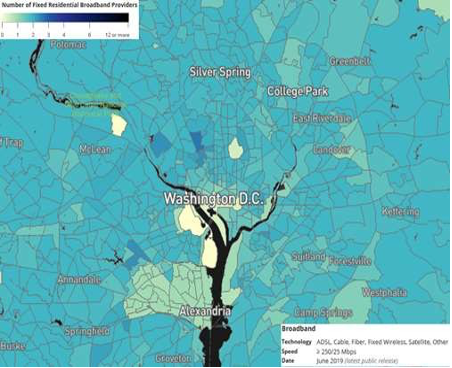 Number of Fixed Residential Broadband Providers
0 1 2 3 4 6 12 or more
Potomac
Silver Spring
Greenbelt
College Park
East Riverdale
f Trap
McLean
Landover
Washington D.C.
Kettering
Suitland
Forestville
Annandale
Westphalia
Alexandria
Camp Springs
Springfield
Burke
Groveton
Broadband
Technology ADSL, Cable, Fiber, Fixed Wireless, Satellite, Other
Speed ≥ 250/25 Mbps
Date June 2019 (latest public release)